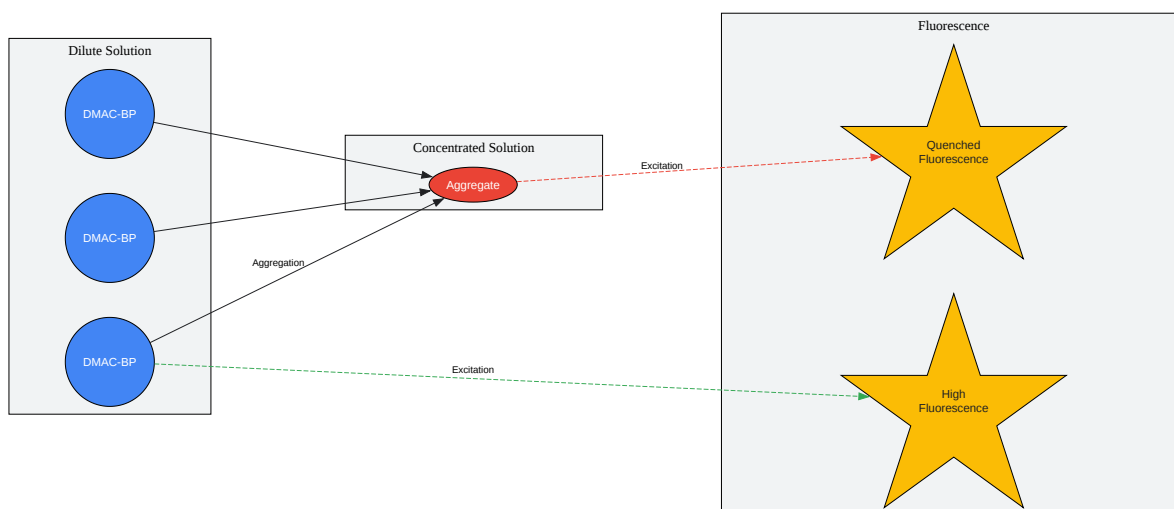 Dilute Solution
DMAC-BP
DMAC-BP
DMAC-BP
Aggregation
Concentrated Solution
Aggregate
Excitation
Excitation
Fluorescence
Quenched
Fluorescence
High
Fluorescence